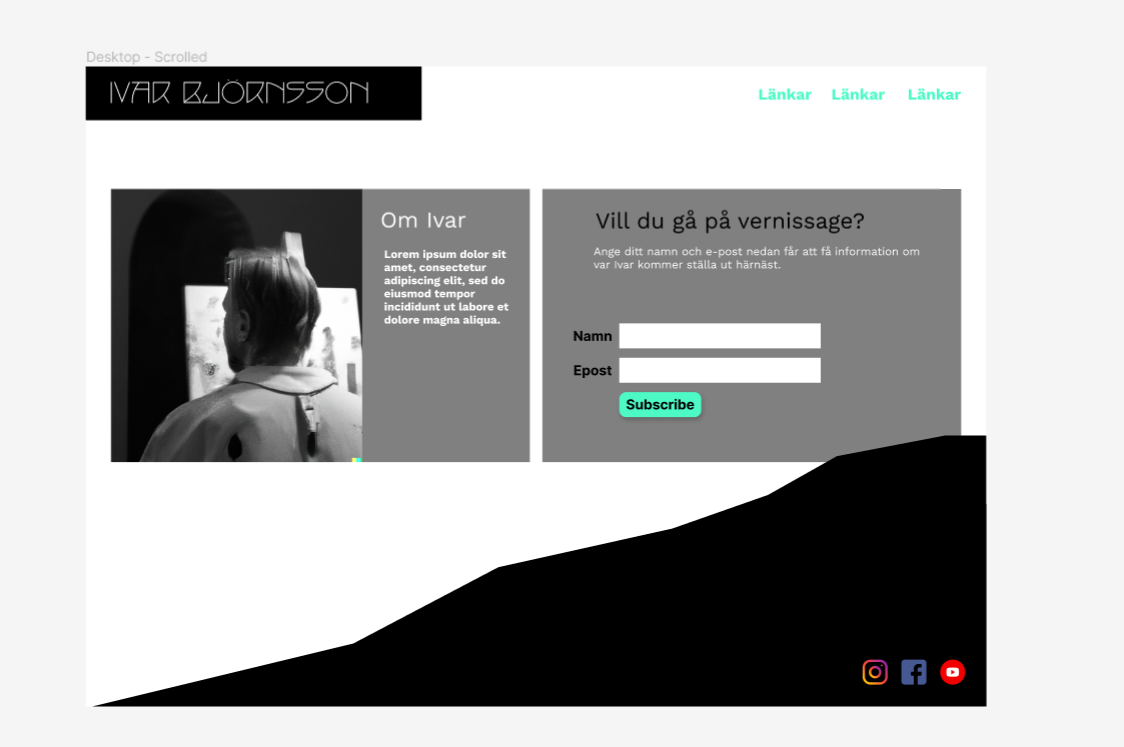 Desktop - Scrolled
IVAR BJÖRNSSON
Länkar Länkar Länkar
Om Ivar
Lorem ipsum dolor sit
amet, consectetur
adipiscing elit, sed do
eiusmod tempor
incididunt ut labore et
dolore magna aliqua.
Vill du gå på vernissage?
Ange ditt namn och e-post nedan får att få information om
var Ivar kommer ställa ut härnäst.
Namn
Epost
Subscribe